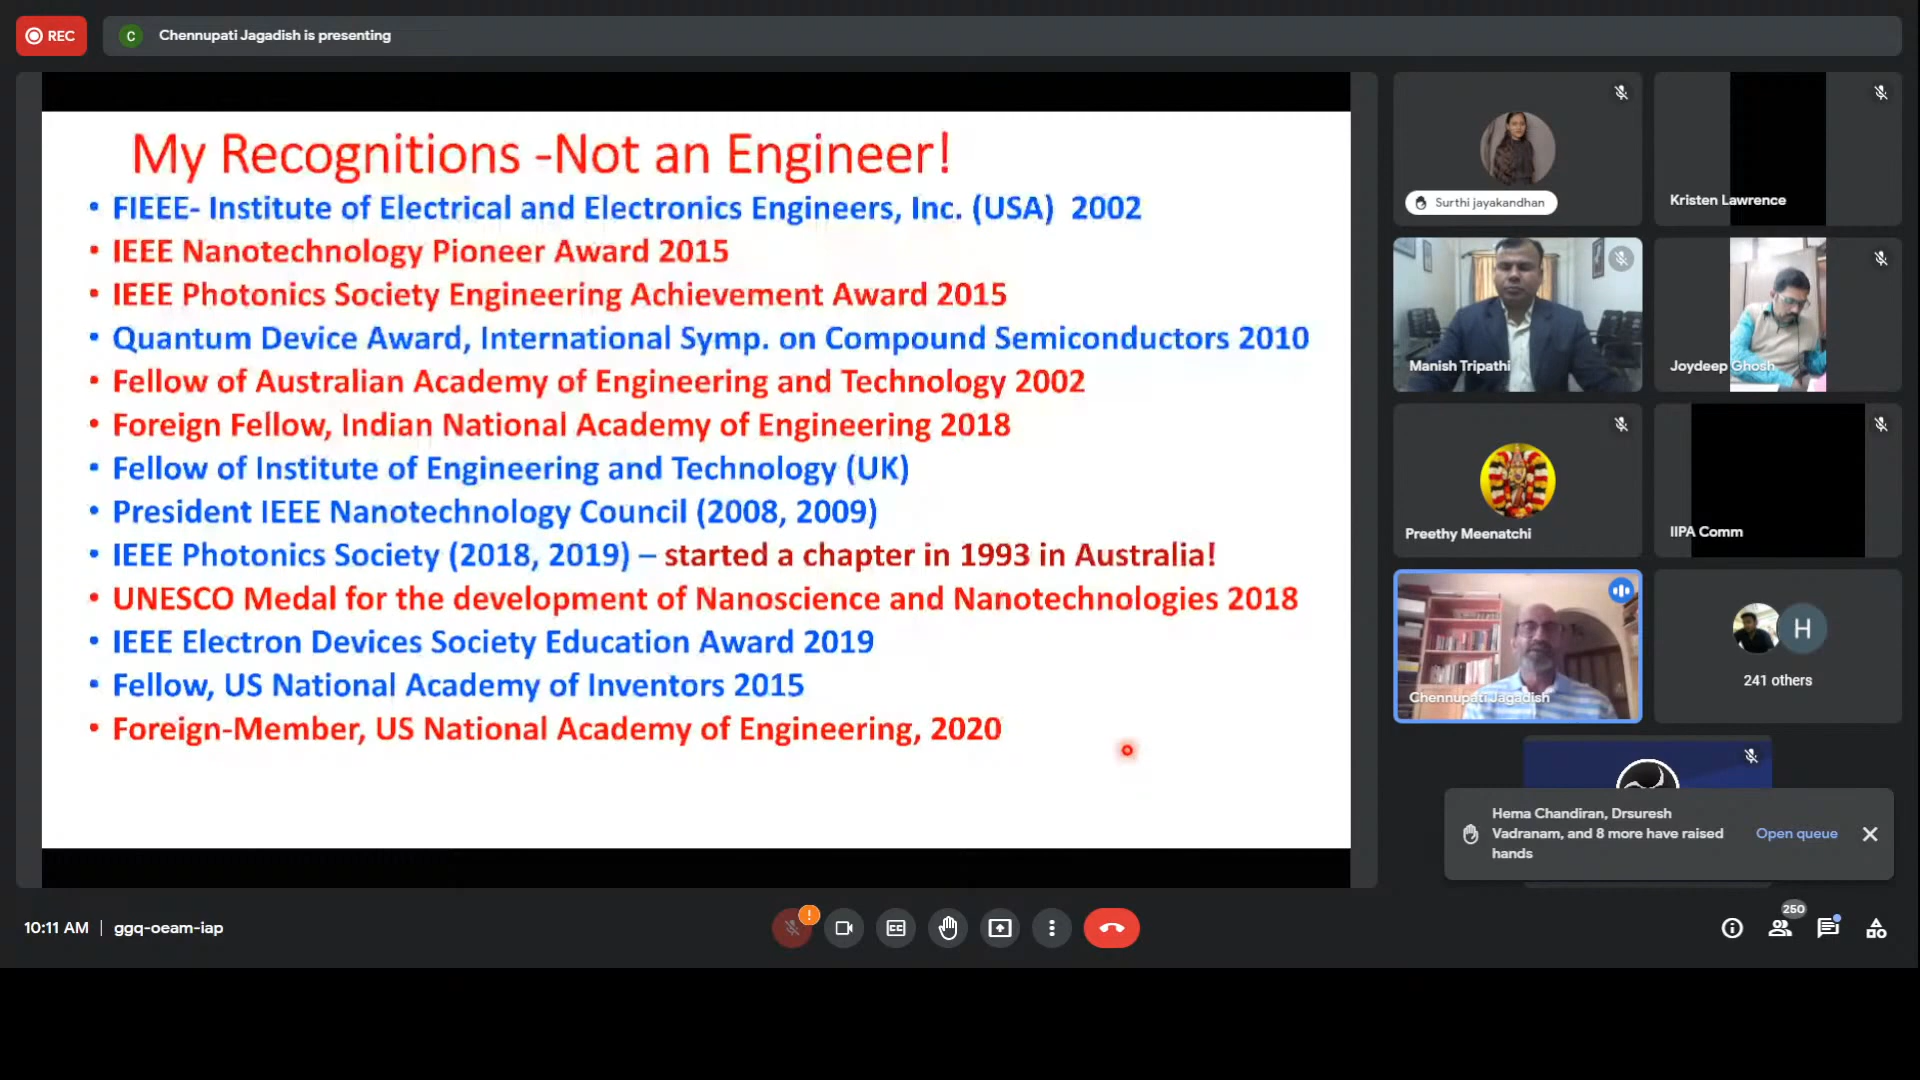 REC
C
Chennupati Jagadish is presenting
My Recognitions -Not an Engineer!
• FIEEE- Institute of Electrical and Electronics Engineers, Inc. (USA) 2002
• IEEE Nanotechnology Pioneer Award 2015
• IEEE Photonics Society Engineering Achievement Award 2015
• Quantum Device Award, International Symp. on Compound Semiconductors 2010
• Fellow of Australian Academy of Engineering and Technology 2002
• Foreign Fellow, Indian National Academy of Engineering 2018
• Fellow of Institute of Engineering and Technology (UK)
• President IEEE Nanotechnology Council (2008, 2009)
• IEEE Photonics Society (2018, 2019) – started a chapter in 1993 in Australia!
• UNESCO Medal for the development of Nanoscience and Nanotechnologies 2018
• IEEE Electron Devices Society Education Award 2019
• Fellow, US National Academy of Inventors 2015
• Foreign-Member, US National Academy of Engineering, 2020
Surthi jayakandhan
Kristen Lawrence
Manish Tripathi
Joydeep Ghosh
Preethy Meenatchi
IIPA Comm
Chennupati Jagadish
H
241 others
Hema Chandiran, Drsuresh
Vadranam, and 8 more have raised
hands
Open queue
10:11 AM | ggq-oeam-iap
!
CC
250